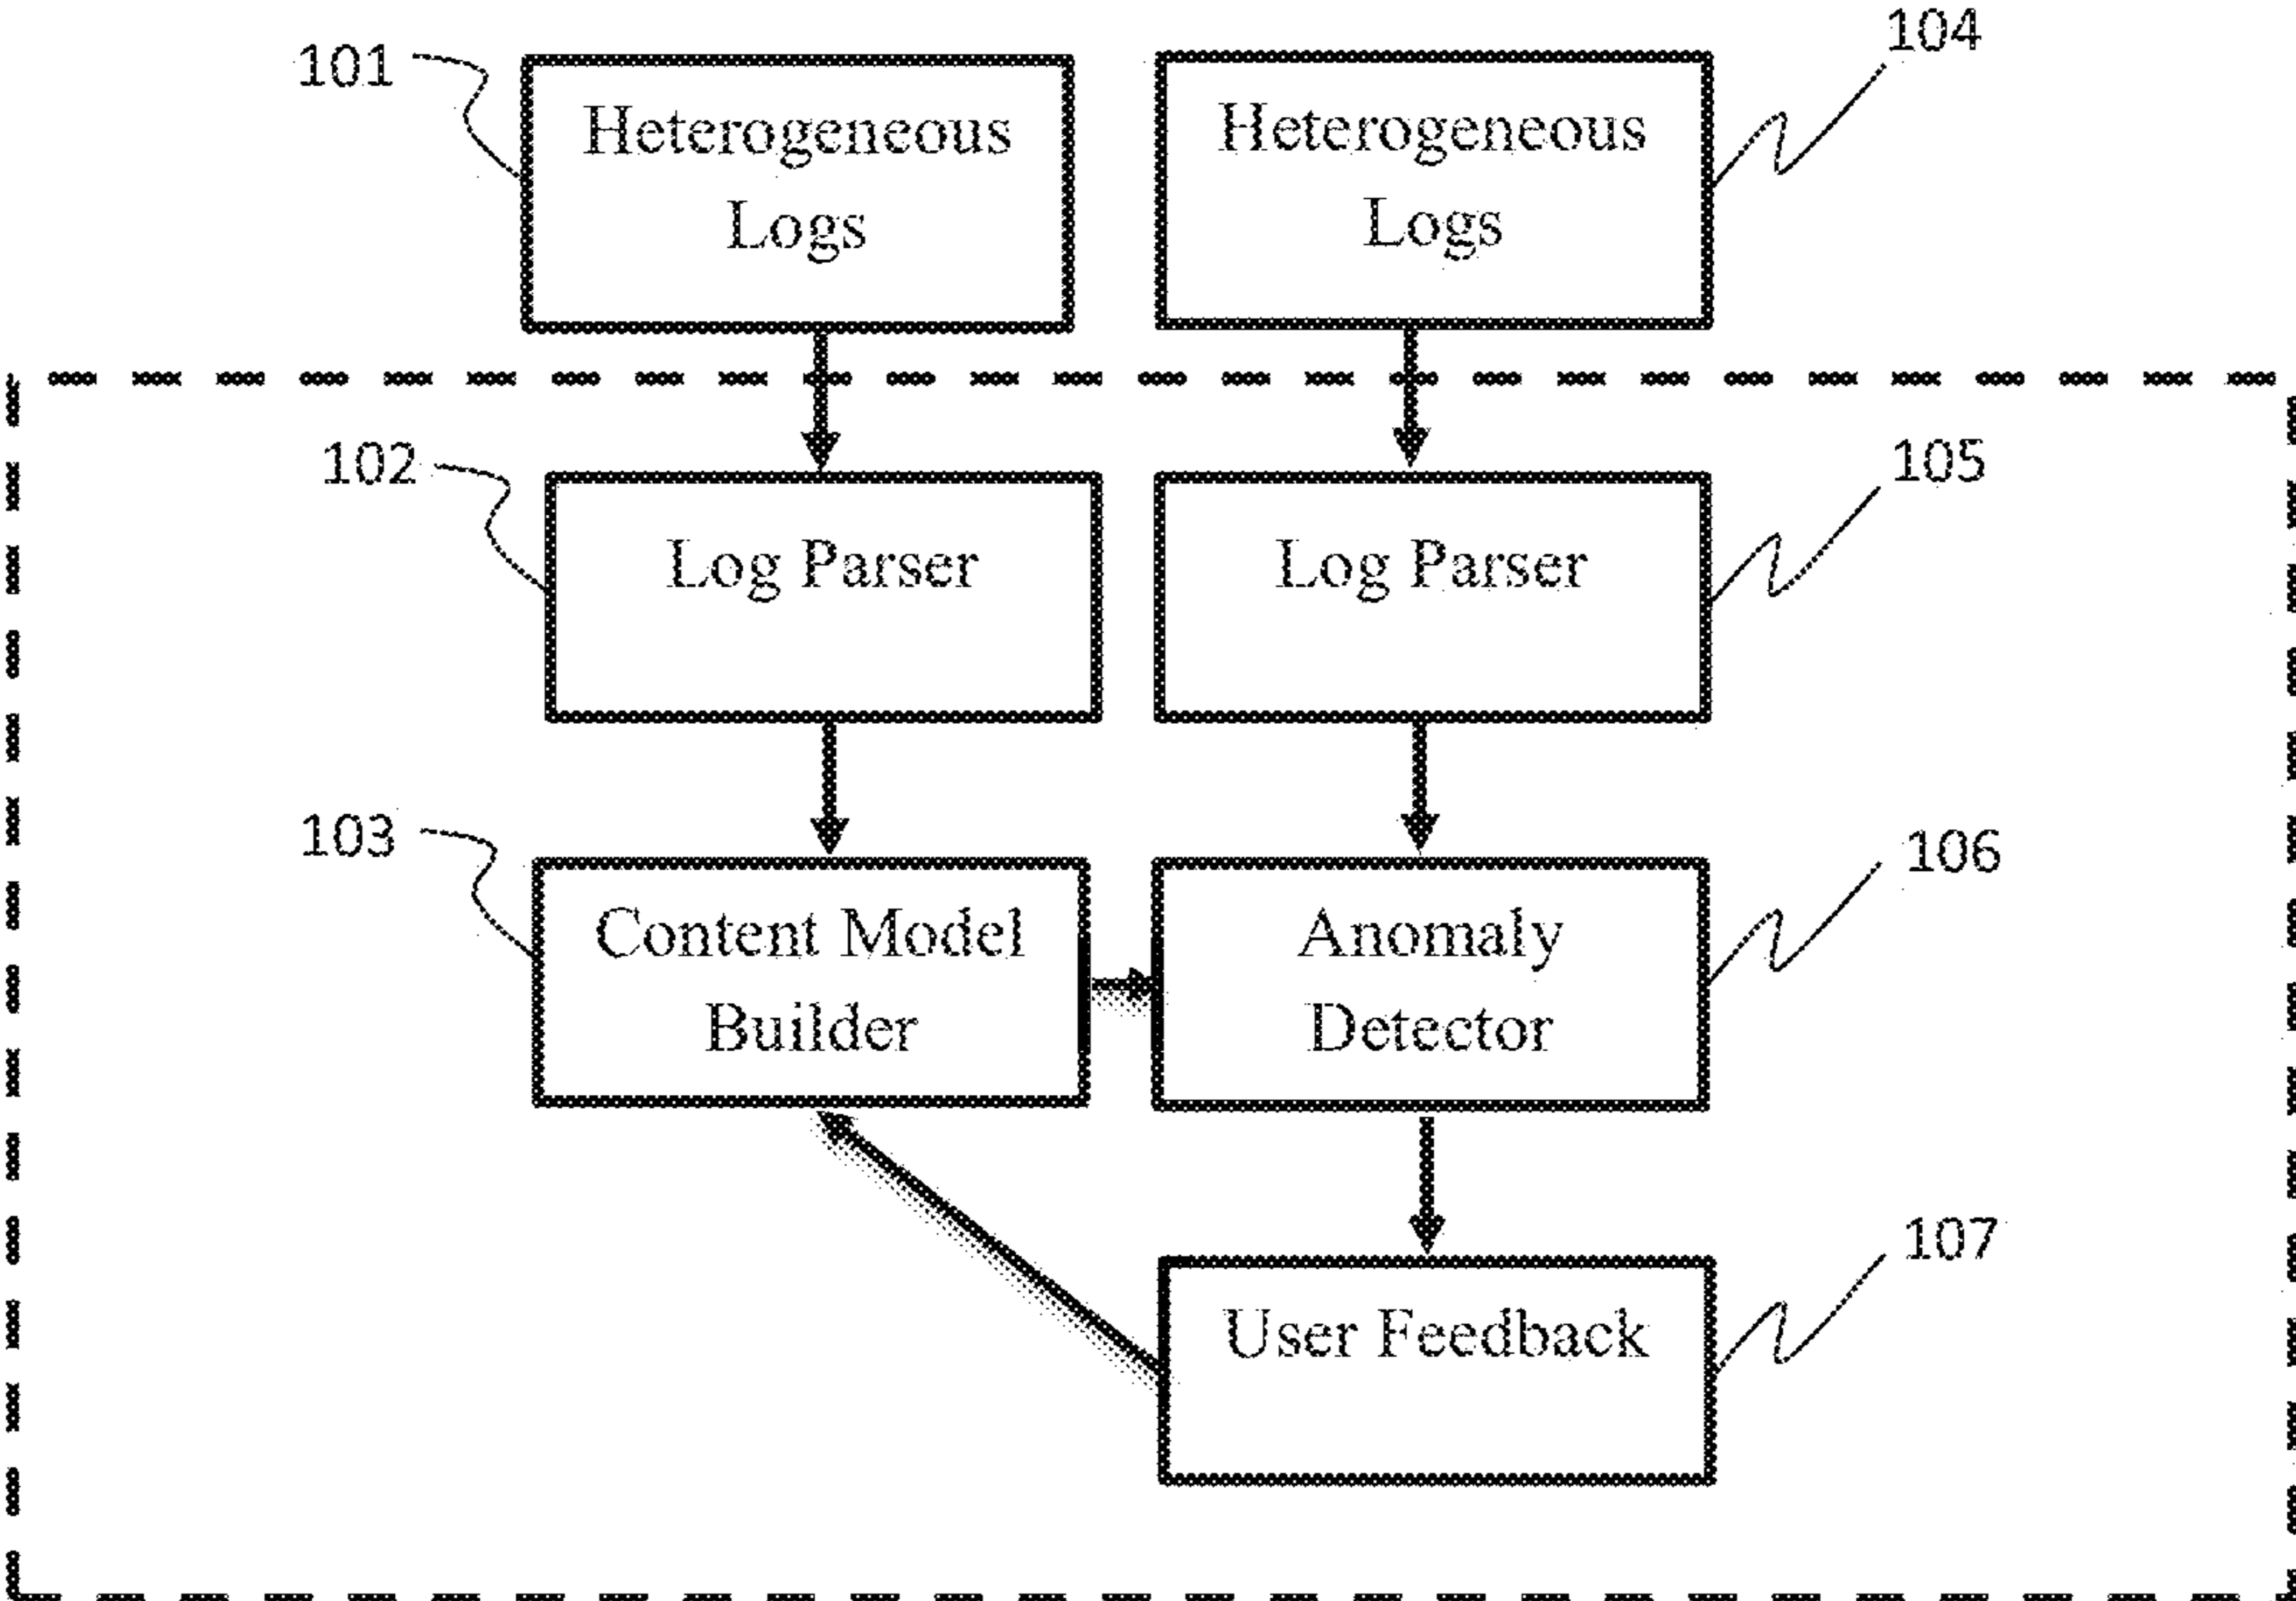 101
Heterogeneous
Logs
104
Heterogeneous
Logs
102
Log Parser
105
Log Parser
103
Content Model
Builder
106
Anomaly
Detector
107
User Feedback